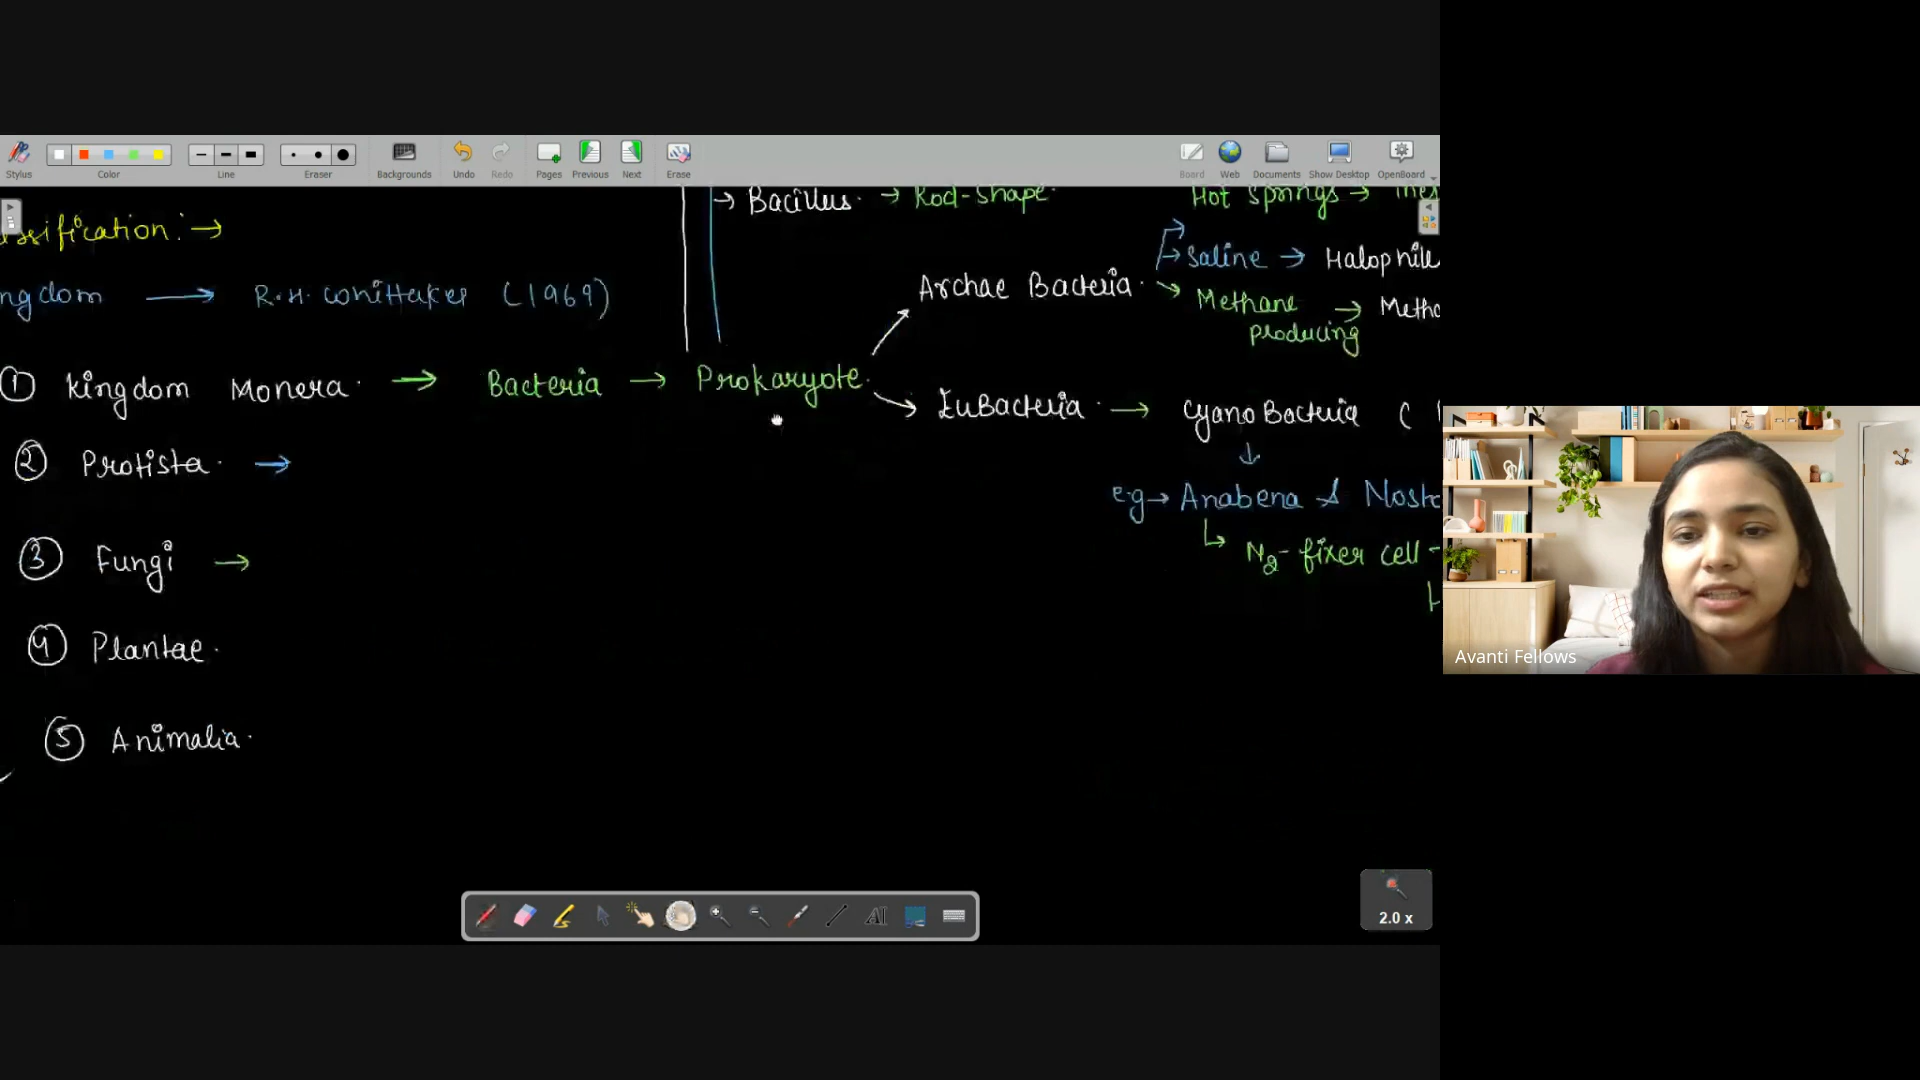 Stylus Color Line Eraser Backgrounds Undo Redo Pages Previous Next Erase Board Web Documents Show Desktop OpenBoard
→ Bacillus. → Rod-Shape.
Hot Springs →
ssification: →
→ Saline → Halophile
ngdom → R.H. Whittaker (1969)
Archae Bacteria.
→ Methane producing → Metha
① Kingdom Monera. → Bacteria → Prokaryote.
→ EuBacteria. → Cyano Bacteria (
② Protista. →
e.g → Anabena & Nosto
③ Fungi →
N2- fixer cell -
④ Plantae.
Avanti Fellows
⑤ Animalia.
2.0 x